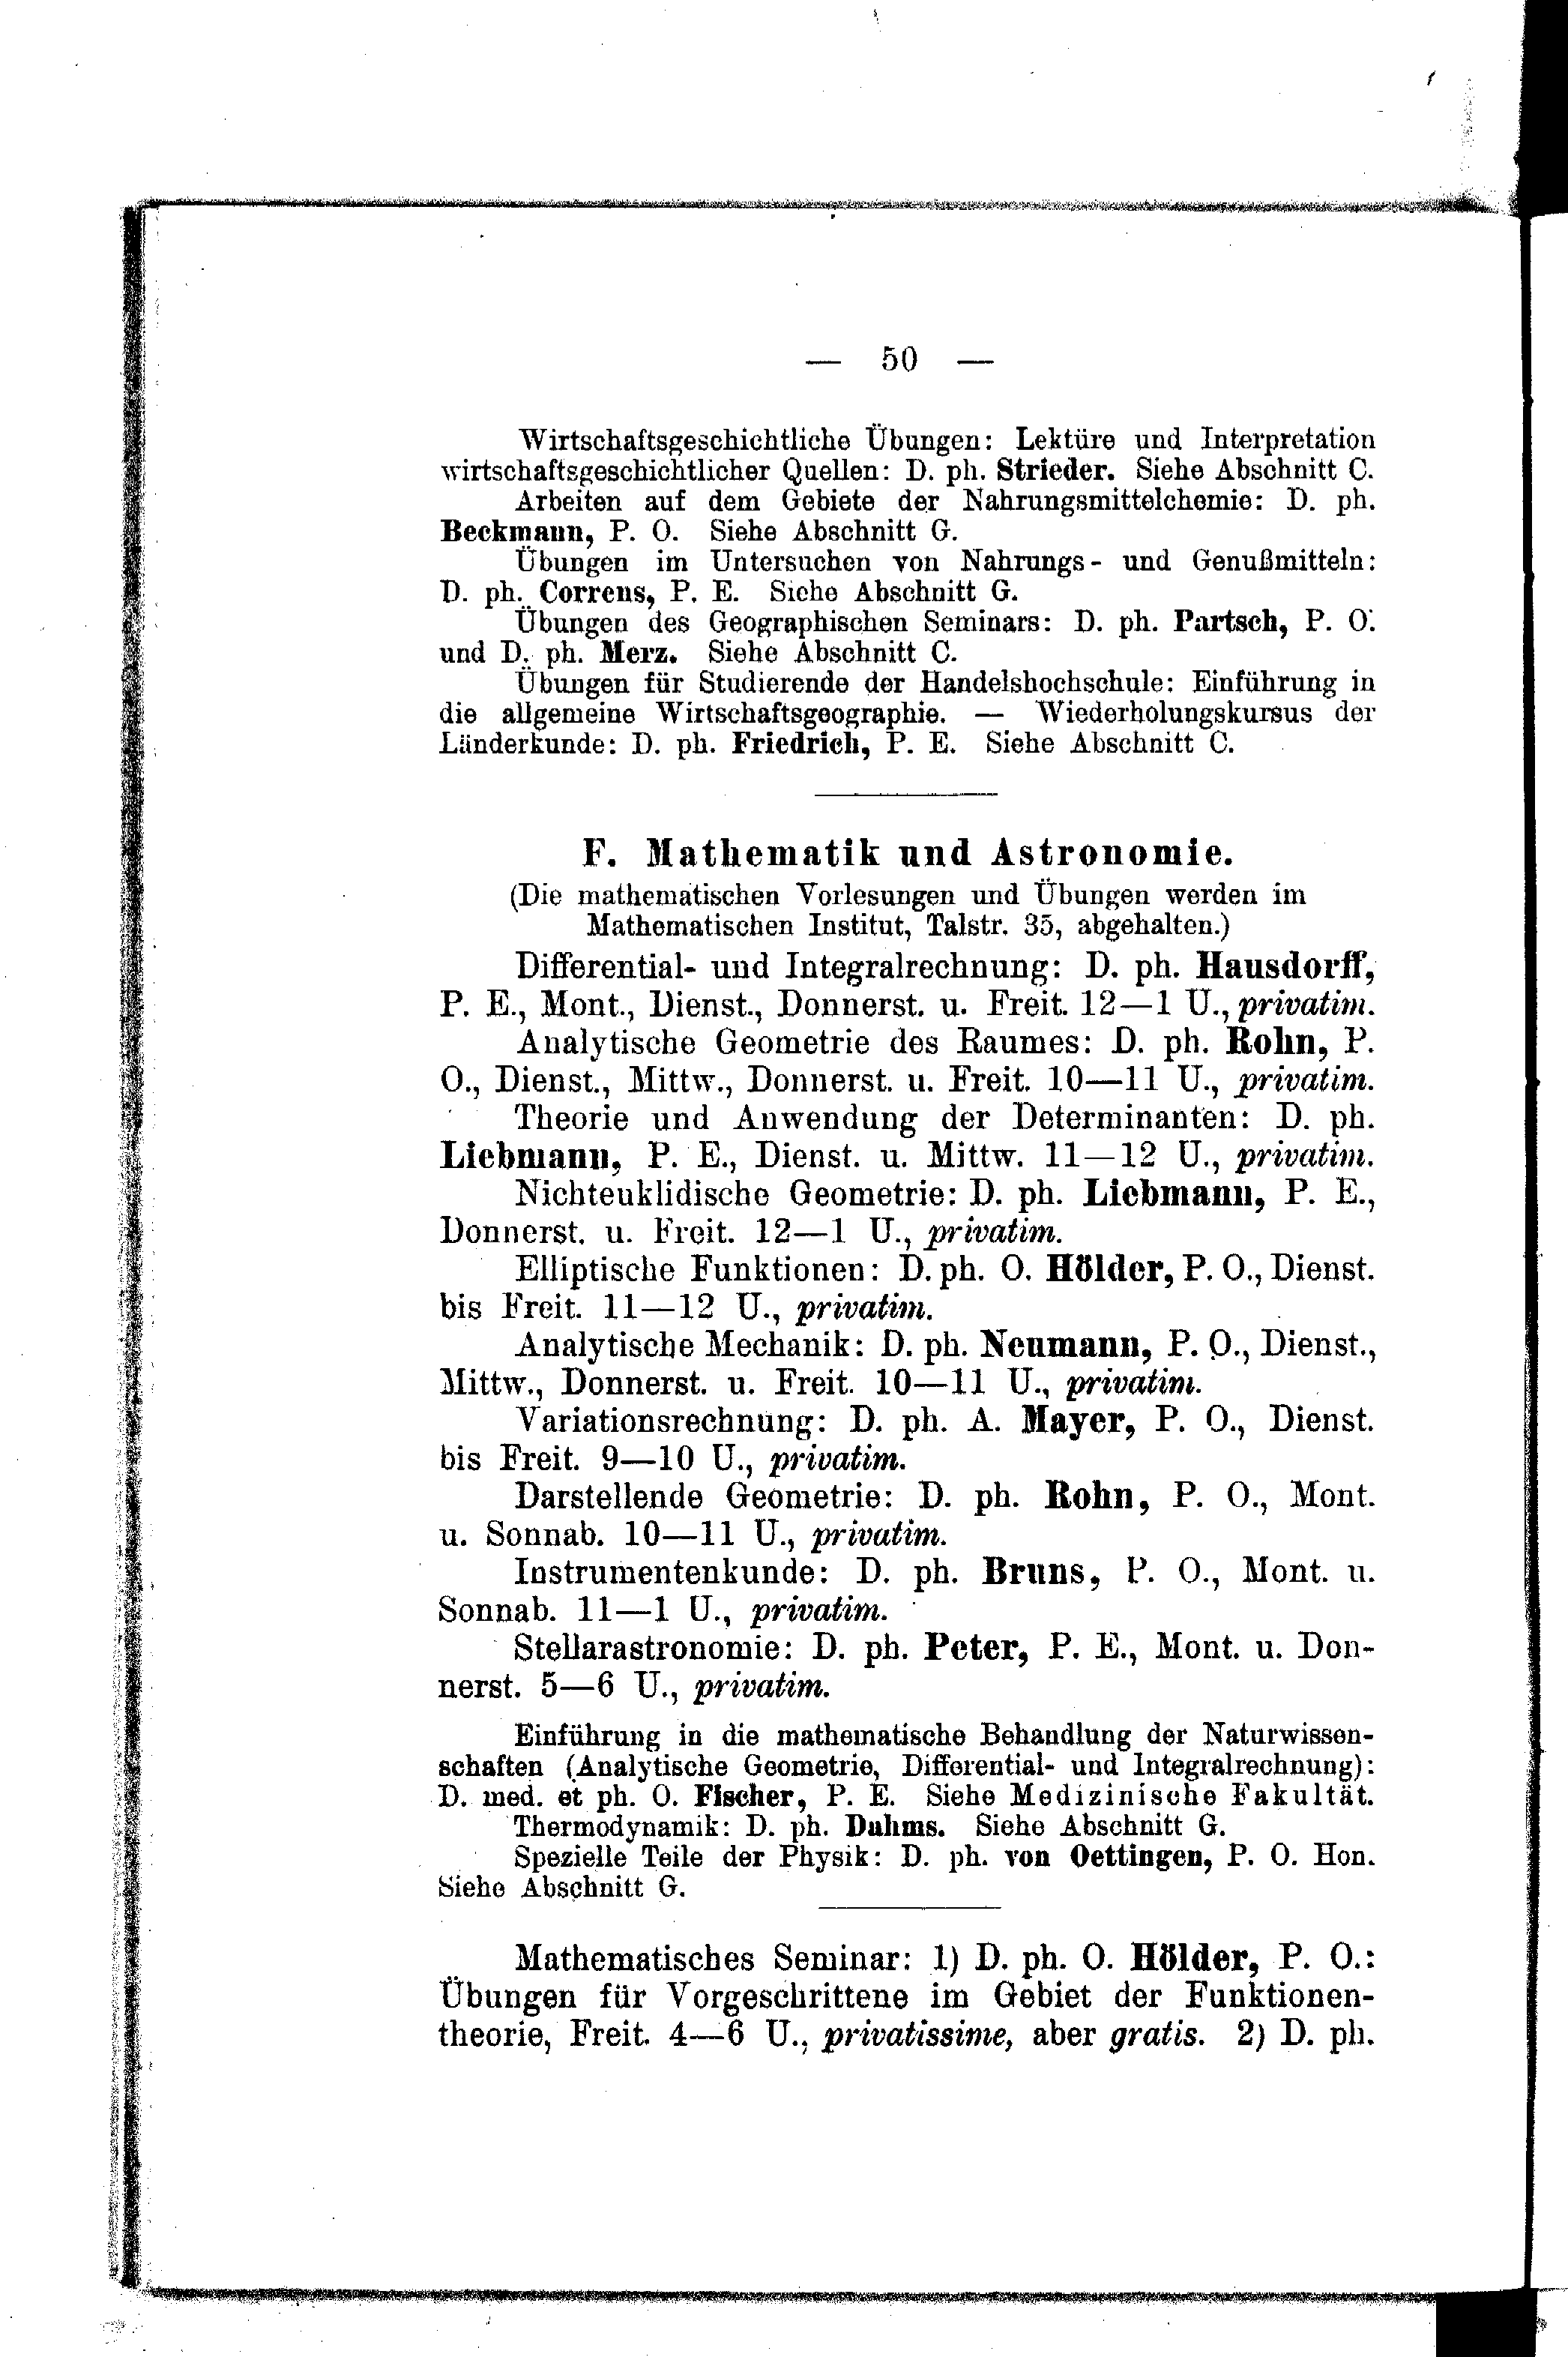 — 50 —
Wirtschaftsgeschichtliche Übungen: Lektüre und Interpretation
wirtschaftsgeschichtlicher Quellen: D. ph. Strieder. Siehe Abschnitt C.
Arbeiten auf dem Gebiete der Nahrungsmittelchemie: D. ph.
Beckmann, P. O. Siehe Abschnitt G.
Übungen im Untersuchen von Nahrungs- und Genußmitteln:
D. ph. Correns, P. E. Siehe Abschnitt G.
Übungen des Geographischen Seminars: D. ph. Partsch, P. O.
und D. ph. Merz. Siehe Abschnitt C.
Übungen für Studierende der Handelshochschule: Einführung in
die allgemeine Wirtschaftsgeographie. — Wiederholungskursus der
Länderkunde: D. ph. Friedrich, P. E. Siehe Abschnitt C.
F. Mathematik und Astronomie.
(Die mathematischen Vorlesungen und Übungen werden im
Mathematischen Institut, Talstr. 35, abgehalten.)
Differential- und Integralrechnung: D. ph. Hausdorff,
P. E., Mont., Dienst., Donnerst. u. Freit. 12—1 U., privatim.
Analytische Geometrie des Raumes: D. ph. Rohn, P.
O., Dienst., Mittw., Donnerst. u. Freit. 10—11 U., privatim.
Theorie und Anwendung der Determinanten: D. ph.
Liebmann, P. E., Dienst. u. Mittw. 11—12 U., privatim.
Nichteuklidische Geometrie: D. ph. Liebmann, P. E.,
Donnerst. u. Freit. 12—1 U., privatim.
Elliptische Funktionen: D. ph. O. Hölder, P. O., Dienst.
bis Freit. 11—12 U., privatim.
Analytische Mechanik: D. ph. Neumann, P. O., Dienst.,
Mittw., Donnerst. u. Freit. 10—11 U., privatim.
Variationsrechnung: D. ph. A. Mayer, P. O., Dienst.
bis Freit. 9—10 U., privatim.
Darstellende Geometrie: D. ph. Rohn, P. O., Mont.
u. Sonnab. 10—11 U., privatim.
Instrumentenkunde: D. ph. Bruns, P. O., Mont. u.
Sonnab. 11—1 U., privatim.
Stellarastronomie: D. ph. Peter, P. E., Mont. u. Don-
nerst. 5—6 U., privatim.
Einführung in die mathematische Behandlung der Naturwissen-
schaften (Analytische Geometrie, Differential- und Integralrechnung):
D. med. et ph. O. Fischer, P. E. Siehe Medizinische Fakultät.
Thermodynamik: D. ph. Dahms. Siehe Abschnitt G.
Spezielle Teile der Physik: D. ph. von Oettingen, P. O. Hon.
Siehe Abschnitt G.
Mathematisches Seminar: 1) D. ph. O. Hölder, P. O.:
Übungen für Vorgeschrittene im Gebiet der Funktionen-
theorie, Freit. 4—6 U., privatissime, aber gratis. 2) D. ph.